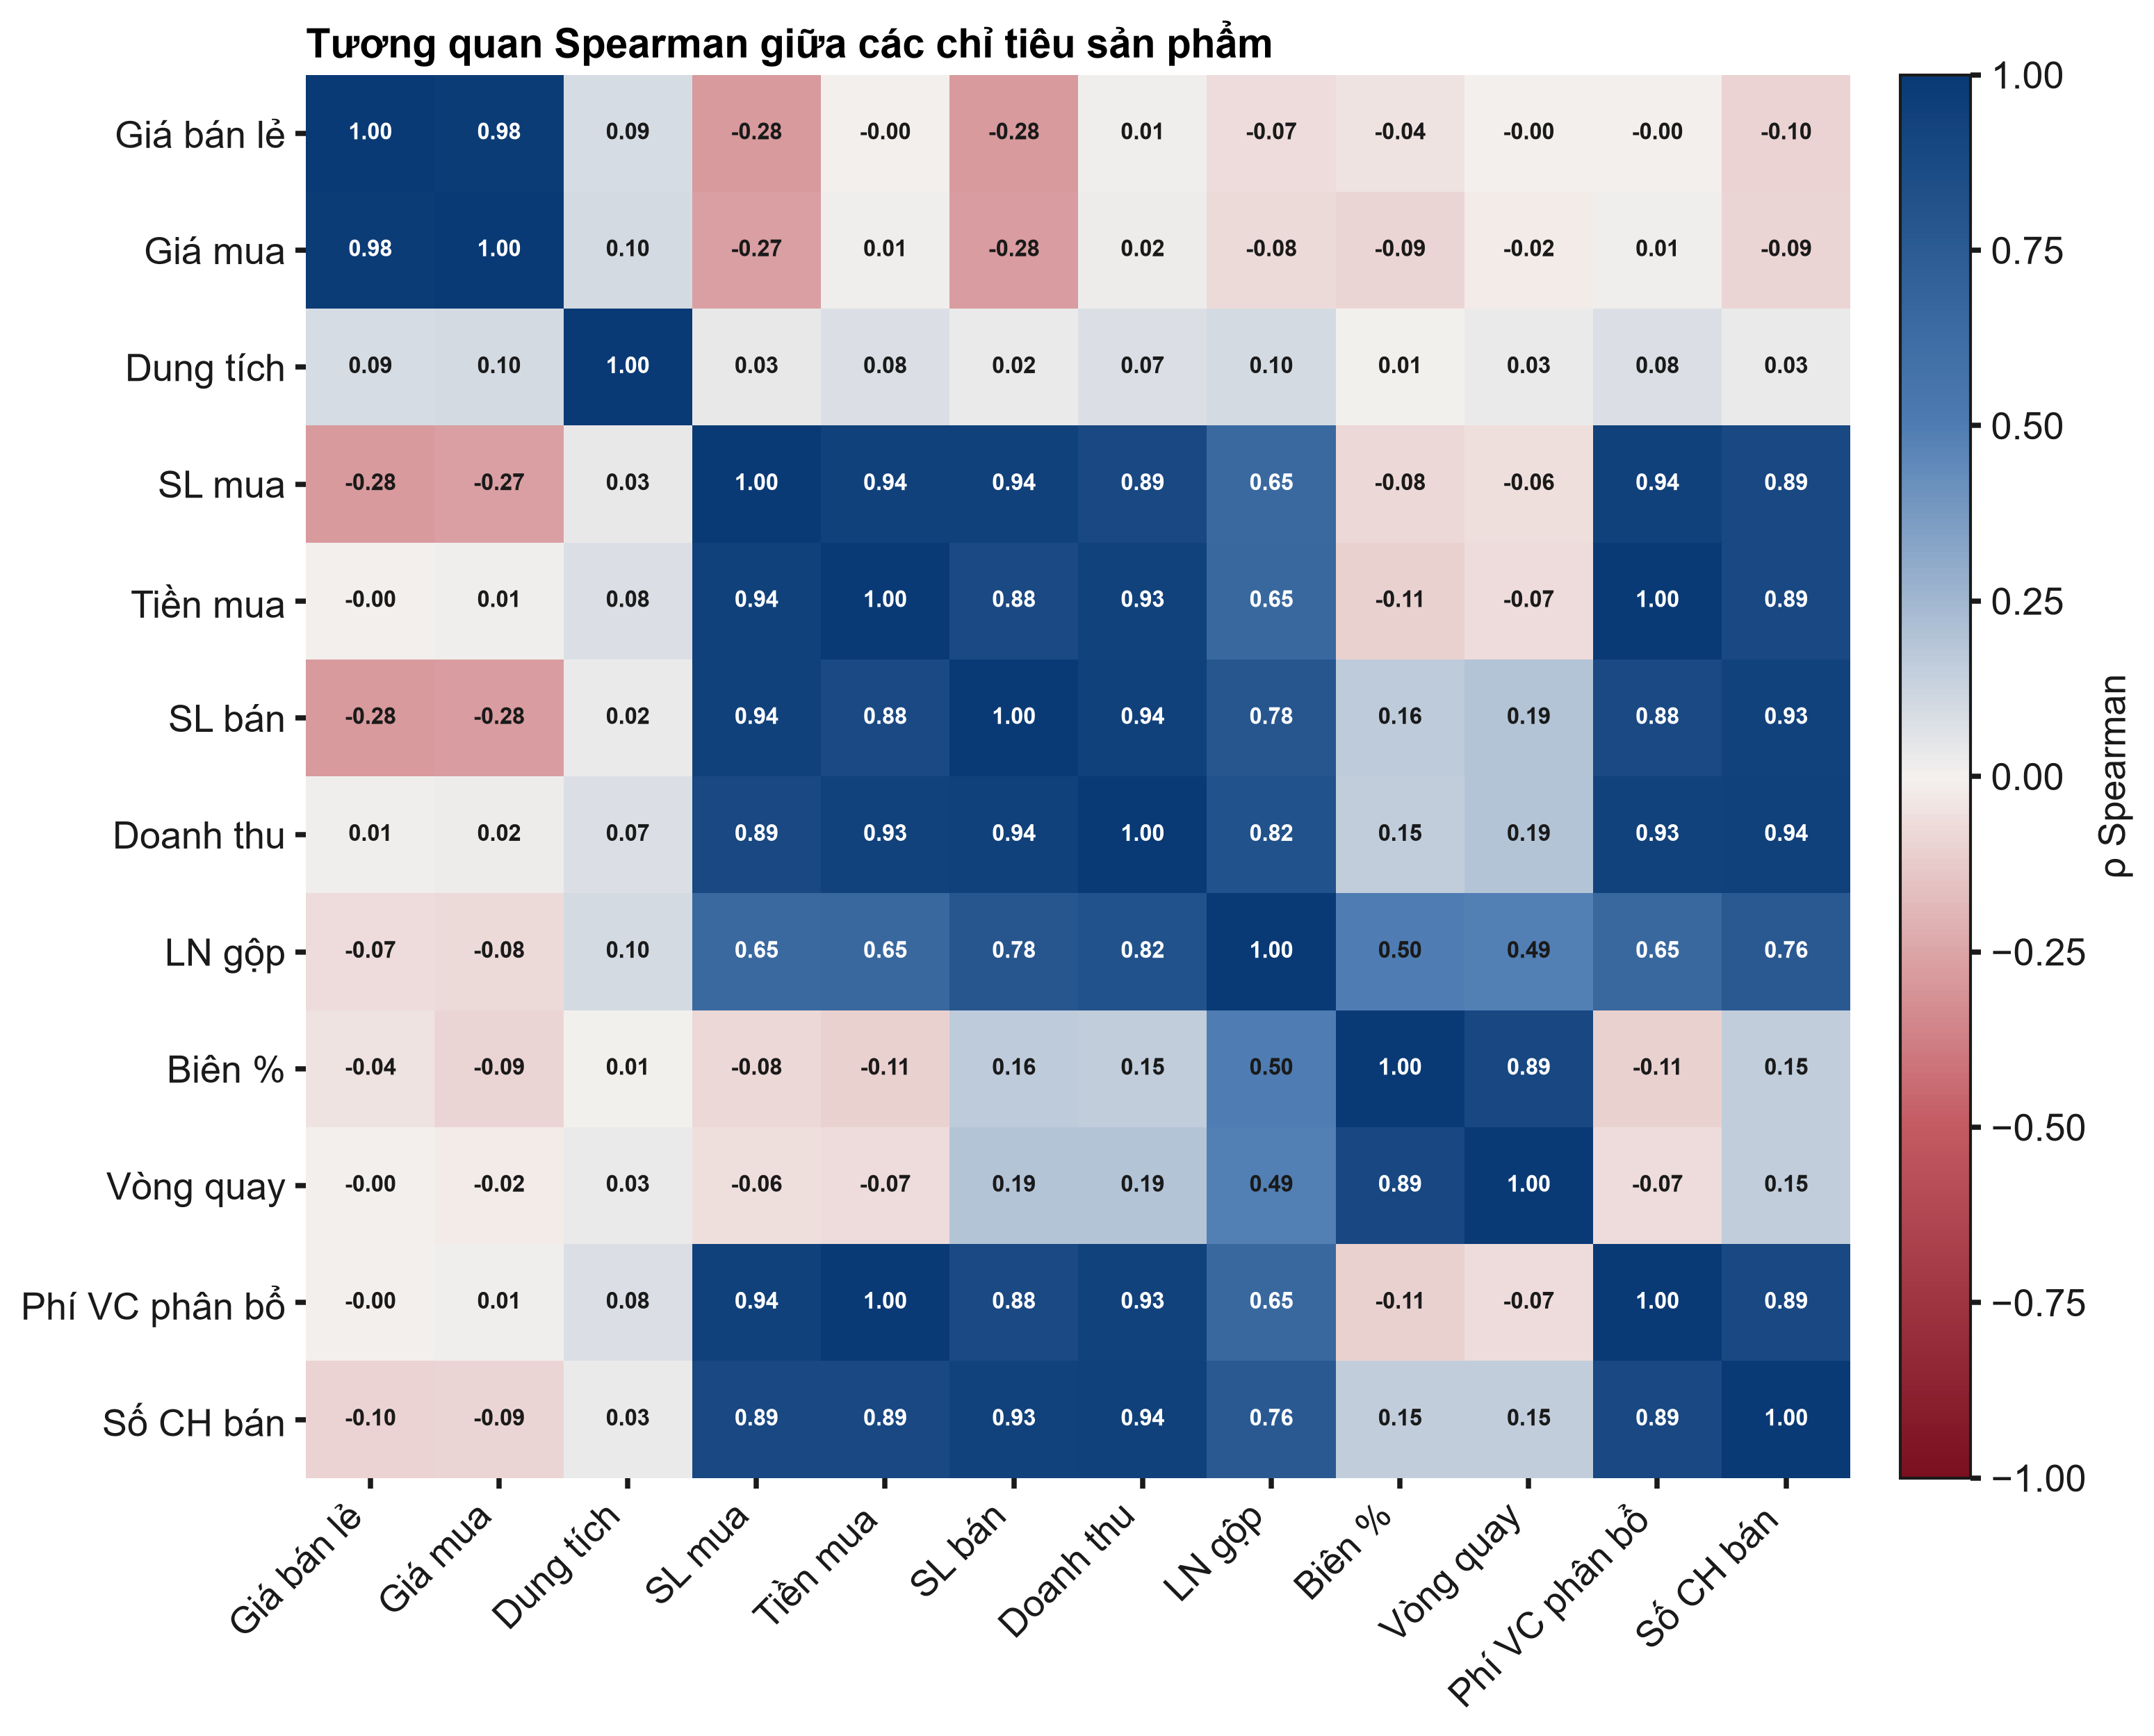 Tương quan Spearman giữa các chỉ tiêu sản phẩm
Giá bán lẻ 1.00 0.98 0.09 -0.28 -0.00 -0.28 0.01 -0.07 -0.04 -0.00 -0.00 -0.10
Giá mua 0.98 1.00 0.10 -0.27 0.01 -0.28 0.02 -0.08 -0.09 -0.02 0.01 -0.09
Dung tích 0.09 0.10 1.00 0.03 0.08 0.02 0.07 0.10 0.01 0.03 0.08 0.03
SL mua -0.28 -0.27 0.03 1.00 0.94 0.94 0.89 0.65 -0.08 -0.06 0.94 0.89
Tiền mua -0.00 0.01 0.08 0.94 1.00 0.88 0.93 0.65 -0.11 -0.07 1.00 0.89
SL bán -0.28 -0.28 0.02 0.94 0.88 1.00 0.94 0.78 0.16 0.19 0.88 0.93
Doanh thu 0.01 0.02 0.07 0.89 0.93 0.94 1.00 0.82 0.15 0.19 0.93 0.94
LN gộp -0.07 -0.08 0.10 0.65 0.65 0.78 0.82 1.00 0.50 0.49 0.65 0.76
Biên % -0.04 -0.09 0.01 -0.08 -0.11 0.16 0.15 0.50 1.00 0.89 -0.11 0.15
Vòng quay -0.00 -0.02 0.03 -0.06 -0.07 0.19 0.19 0.49 0.89 1.00 -0.07 0.15
Phí VC phân bổ -0.00 0.01 0.08 0.94 1.00 0.88 0.93 0.65 -0.11 -0.07 1.00 0.89
Số CH bán -0.10 -0.09 0.03 0.89 0.89 0.93 0.94 0.76 0.15 0.15 0.89 1.00
Giá bán lẻ
Giá mua
Dung tích
SL mua
Tiền mua
SL bán
Doanh thu
LN gộp
Biên %
Vòng quay
Phí VC phân bổ
Số CH bán
1.00
0.75
0.50
0.25
0.00
−0.25
−0.50
−0.75
−1.00
ρ Spearman